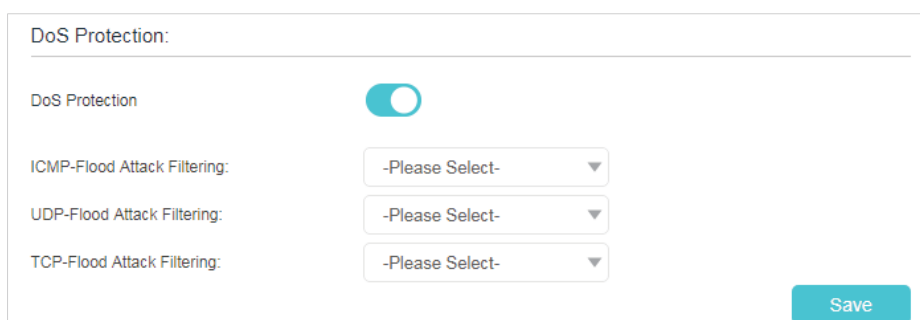 DoS Protection:
DoS Protection
ICMP-Flood Attack Filtering: -Please Select-
UDP-Flood Attack Filtering: -Please Select-
TCP-Flood Attack Filtering: -Please Select-
Save